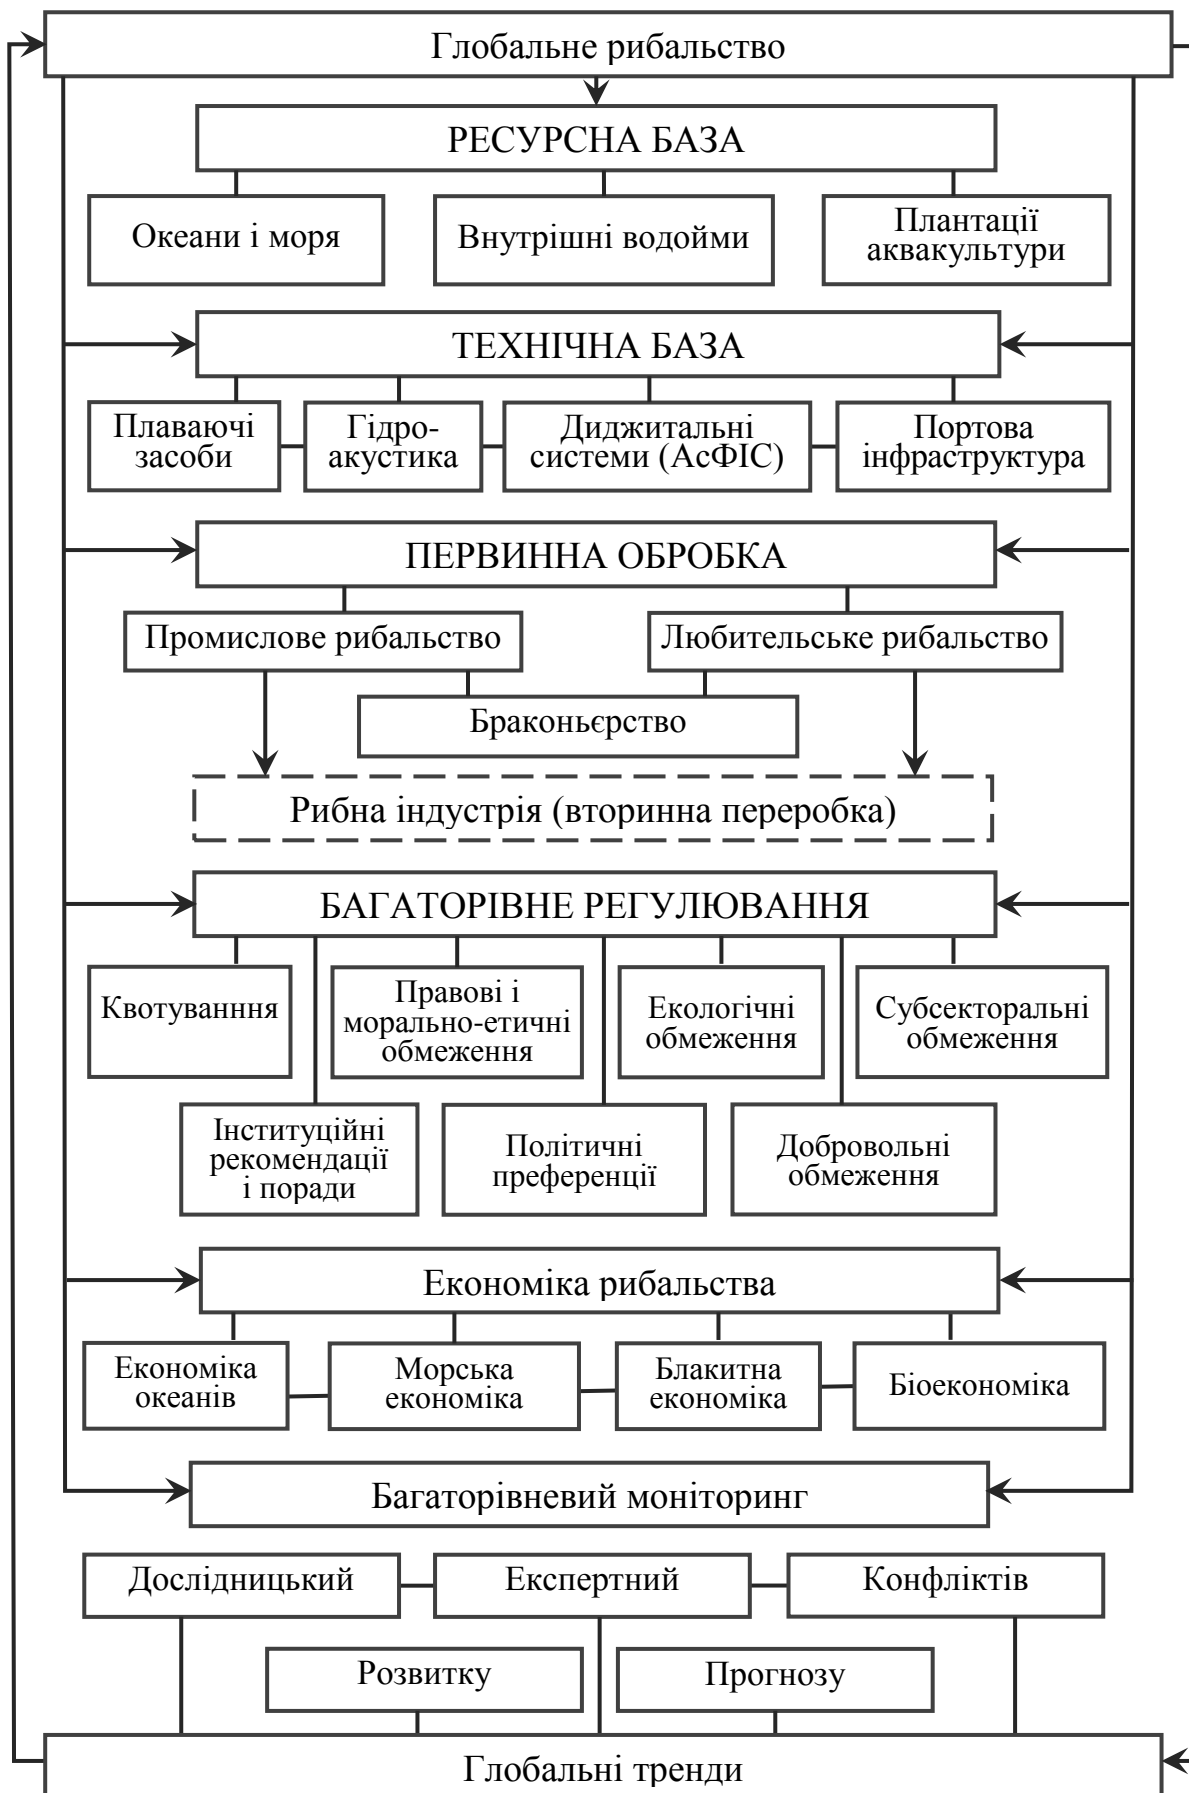 Глобальне рибальство
РЕСУРСНА БАЗА
Океани і моря
Внутрішні водойми
Плантації
аквакультури
ТЕХНІЧНА БАЗА
Плаваючі
засоби
Гідро-
акустика
Диджитальні
системи (АсФІС)
Портова
інфраструктура
ПЕРВИННА ОБРОБКА
Промислове рибальство
Любительське рибальство
Браконьєрство
Рибна індустрія (вторинна переробка)
БАГАТОРІВНЕ РЕГУЛЮВАННЯ
Квотуванння
Правові і
морально-етичні
обмеження
Екологічні
обмеження
Субсекторальні
обмеження
Інституційні
рекомендації
і поради
Політичні
преференції
Добровольні
обмеження
Економіка рибальства
Економіка
океанів
Морська
економіка
Блакитна
економіка
Біоекономіка
Багаторівневий моніторинг
Дослідницький
Експертний
Конфліктів
Розвитку
Прогнозу
Глобальні тренди